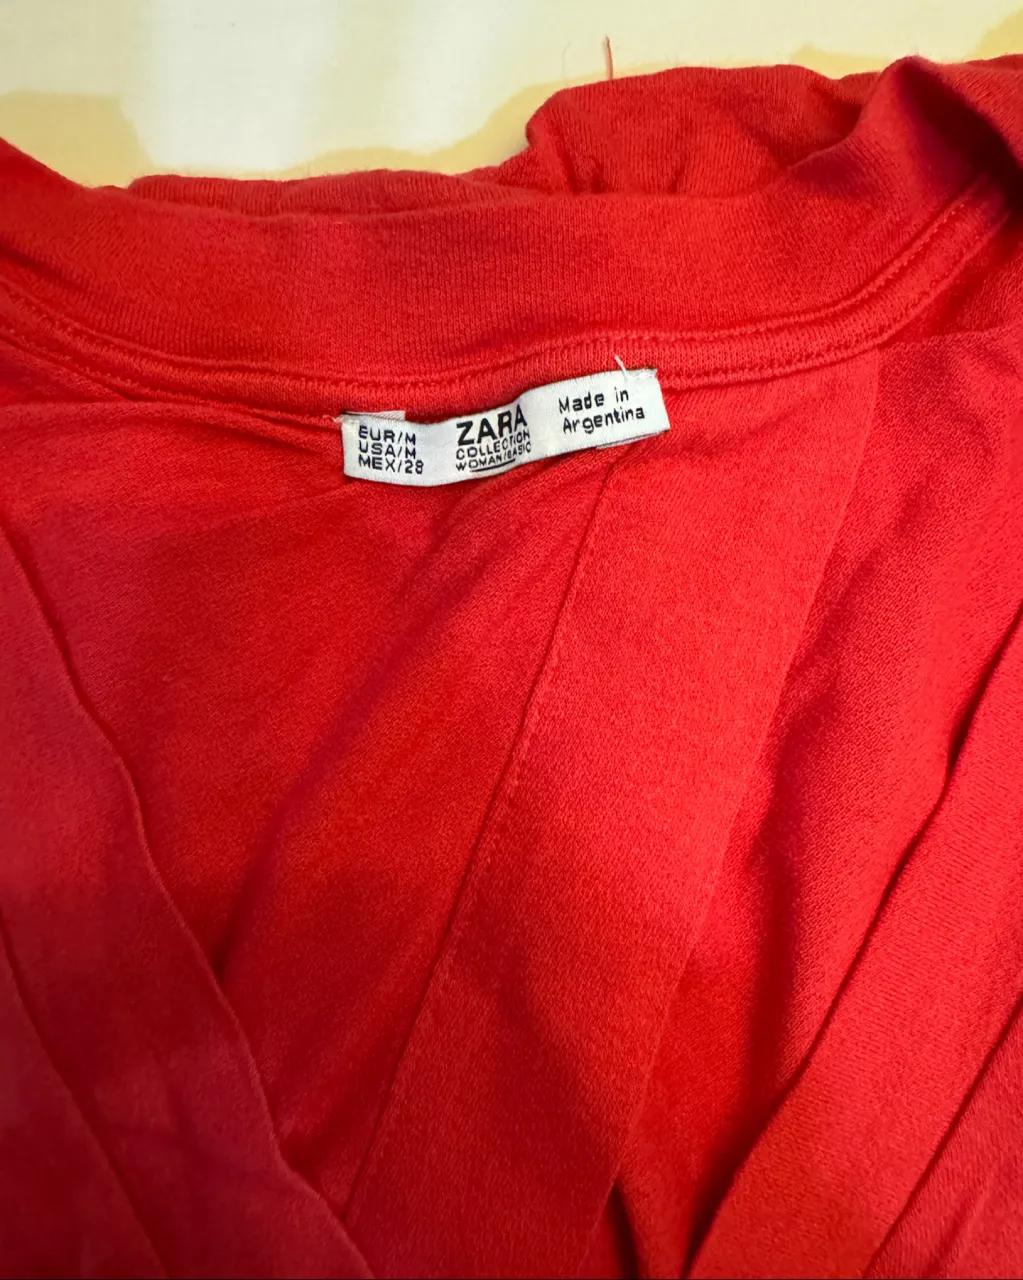 EUR/M
USA/M
MEX/28
ZARA
COLLECTION
WOMAN/BASIC
Made in
Argentina